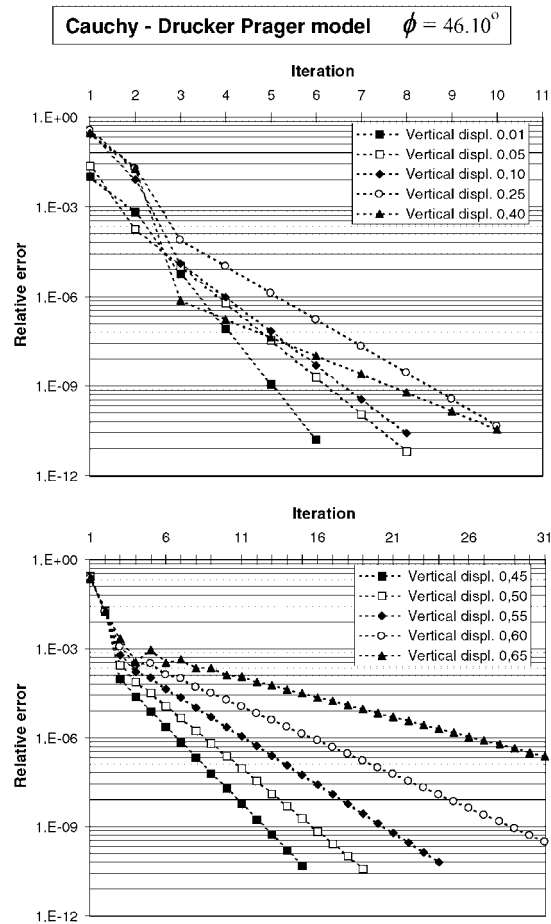 Cauchy - Drucker Prager model ϕ = 46.10°
Iteration
1 2 3 4 5 6 7 8 9 10 11
1.E+00
1.E-03
1.E-06
1.E-09
1.E-12
Relative error
Vertical displ. 0.01
Vertical displ. 0.05
Vertical displ. 0,10
Vertical displ. 0,25
Vertical displ. 0,40
Iteration
1 6 11 16 21 26 31
1.E+00
1.E-03
1.E-06
1.E-09
1.E-12
Relative error
Vertical displ. 0,45
Vertical displ. 0,50
Vertical displ. 0,55
Vertical displ. 0,60
Vertical displ. 0,65